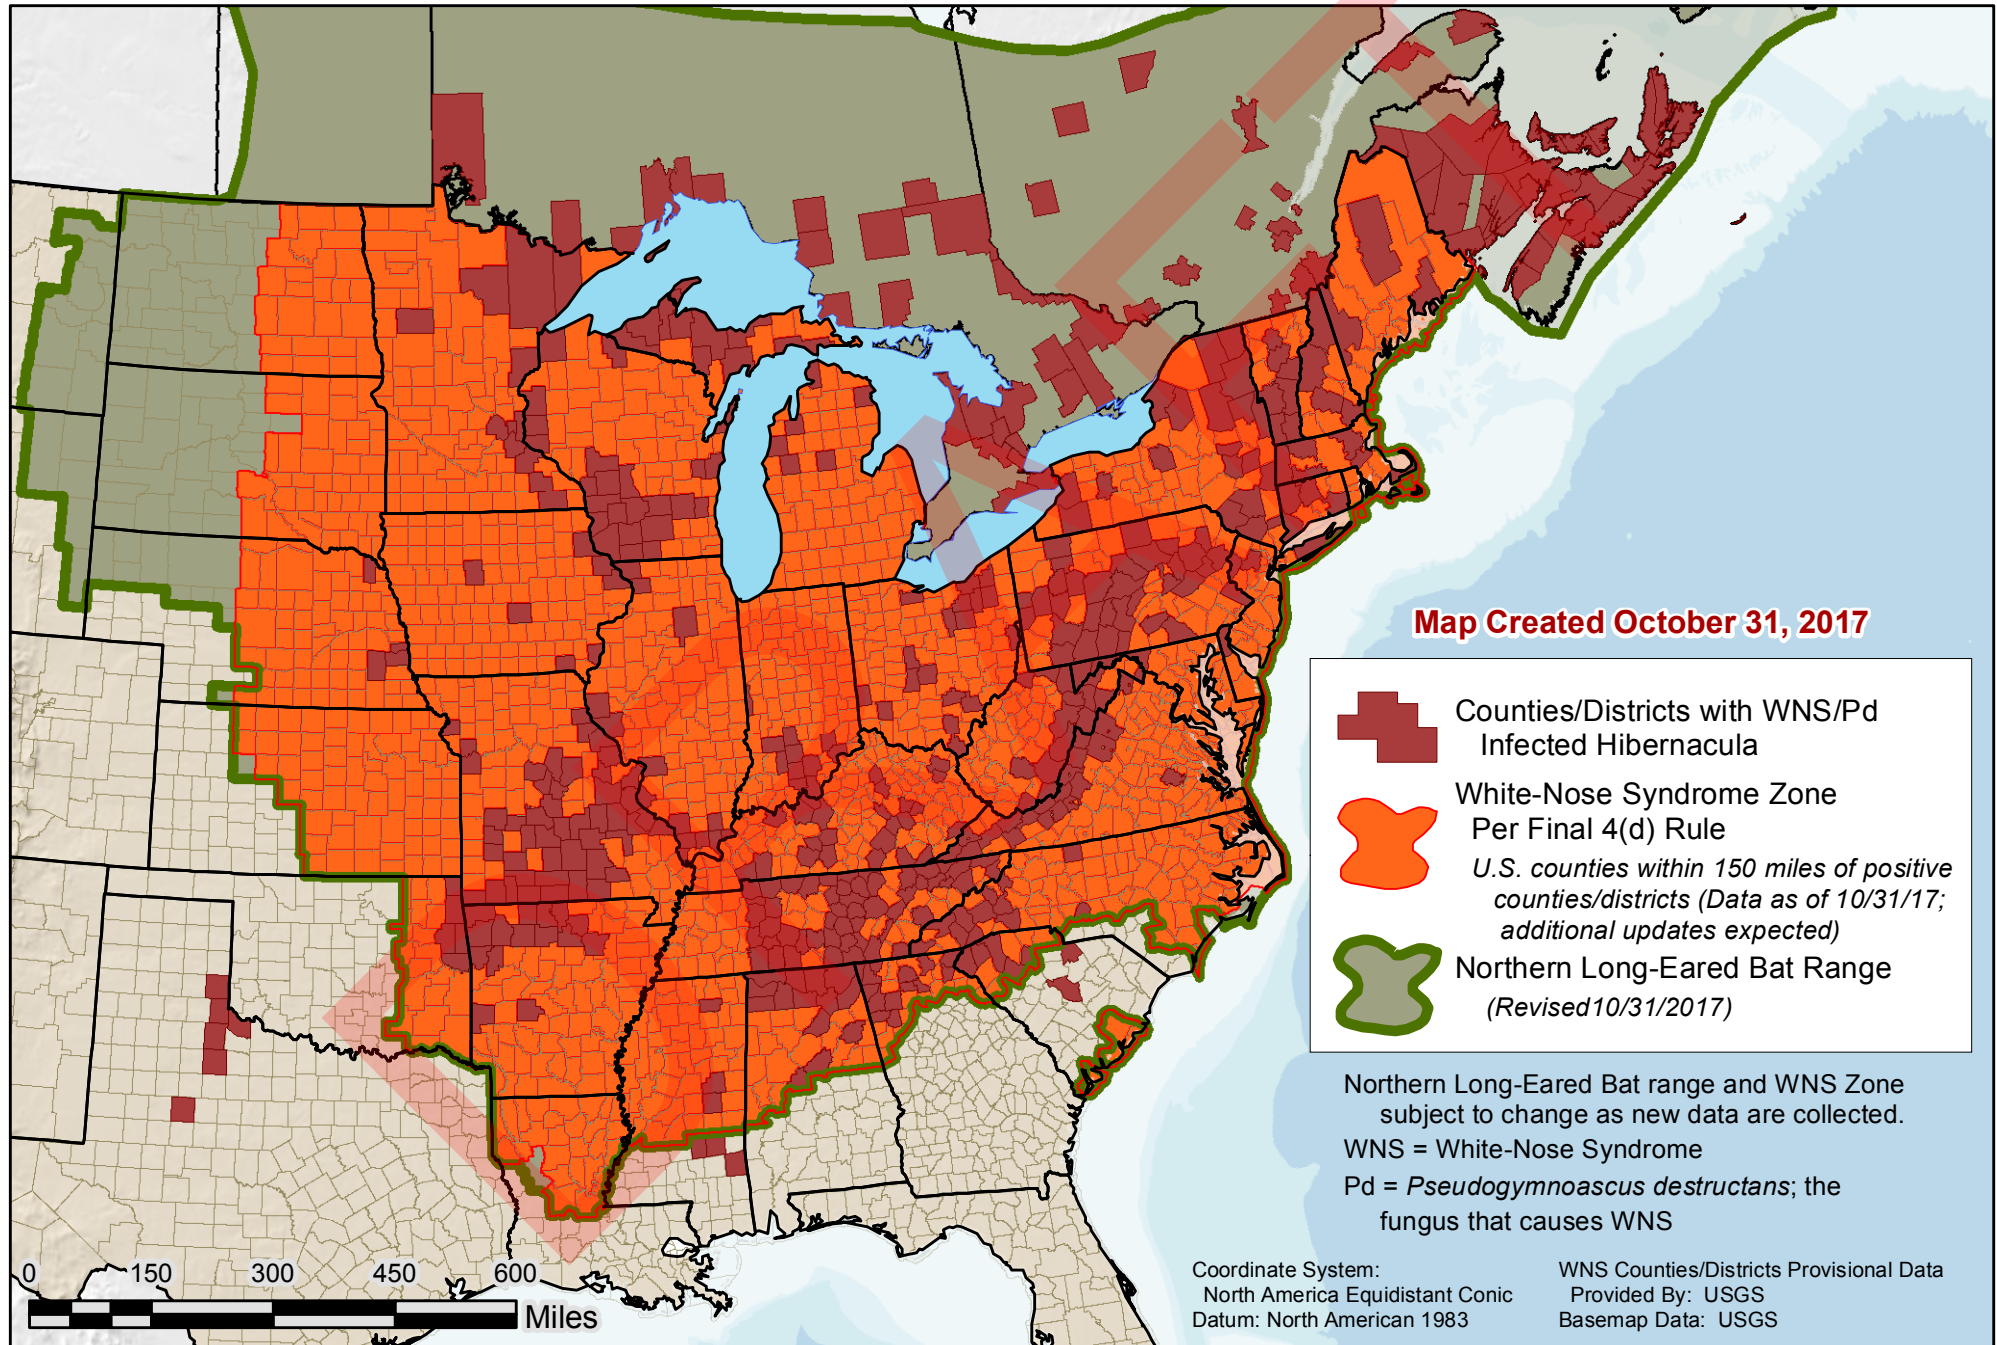 Map Created October 31, 2017
Counties/Districts with WNS/Pd
Infected Hibernacula
White-Nose Syndrome Zone
Per Final 4(d) Rule
U.S. counties within 150 miles of positive
counties/districts (Data as of 10/31/17;
additional updates expected)
Northern Long-Eared Bat Range
(Revised10/31/2017)
Northern Long-Eared Bat range and WNS Zone
subject to change as new data are collected.
WNS = White-Nose Syndrome
Pd = Pseudogymnoascus destructans; the
fungus that causes WNS
0 150 300 450 600
Miles
Coordinate System:
North America Equidistant Conic
Datum: North American 1983
WNS Counties/Districts Provisional Data
Provided By: USGS
Basemap Data: USGS